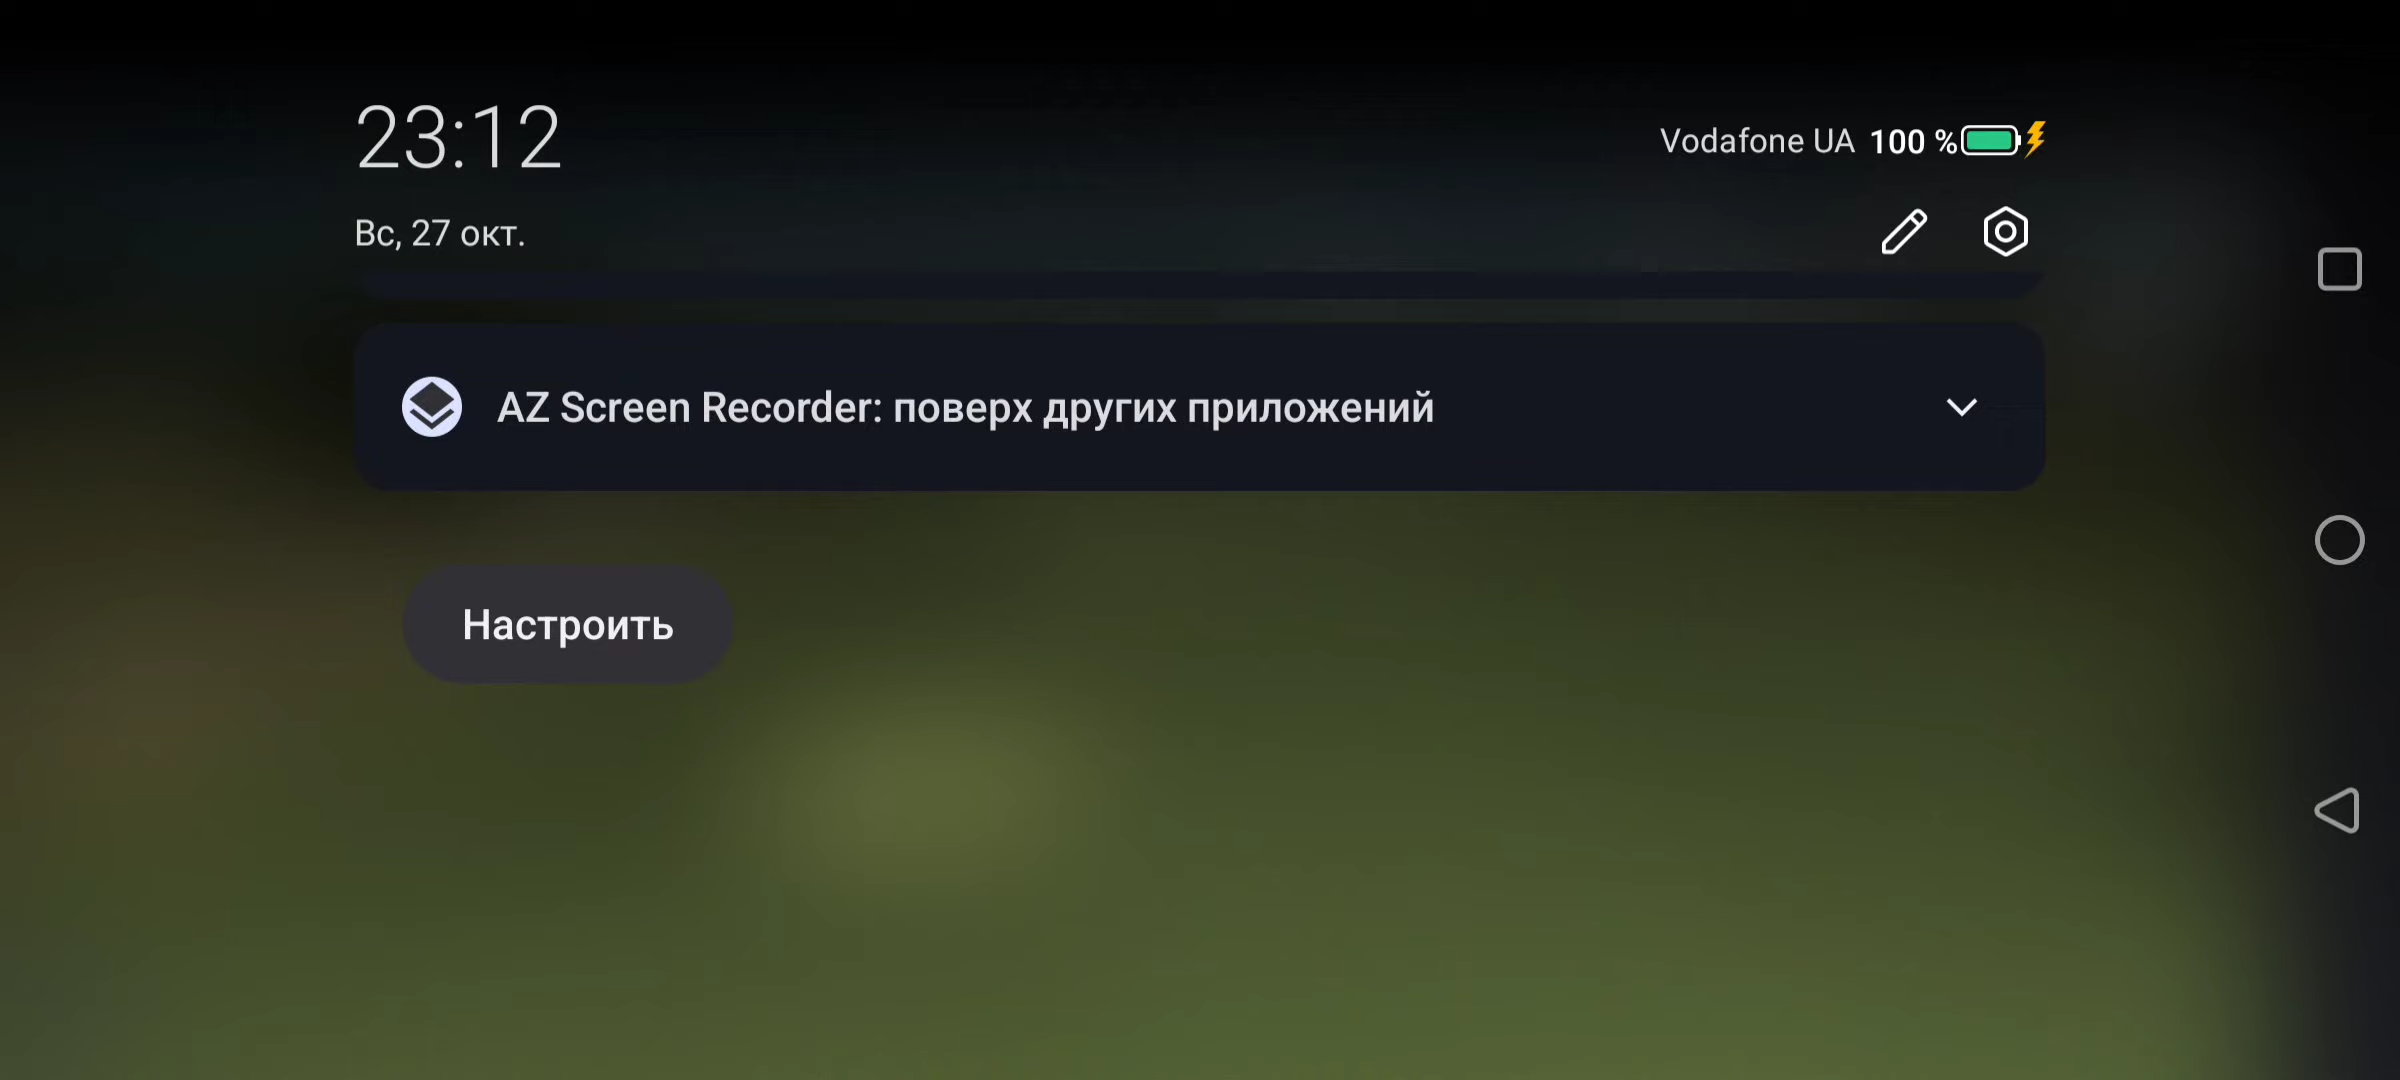 23:12
Vodafone UA 100 %
Вс, 27 окт.
AZ Screen Recorder: поверх других приложений
Настроить